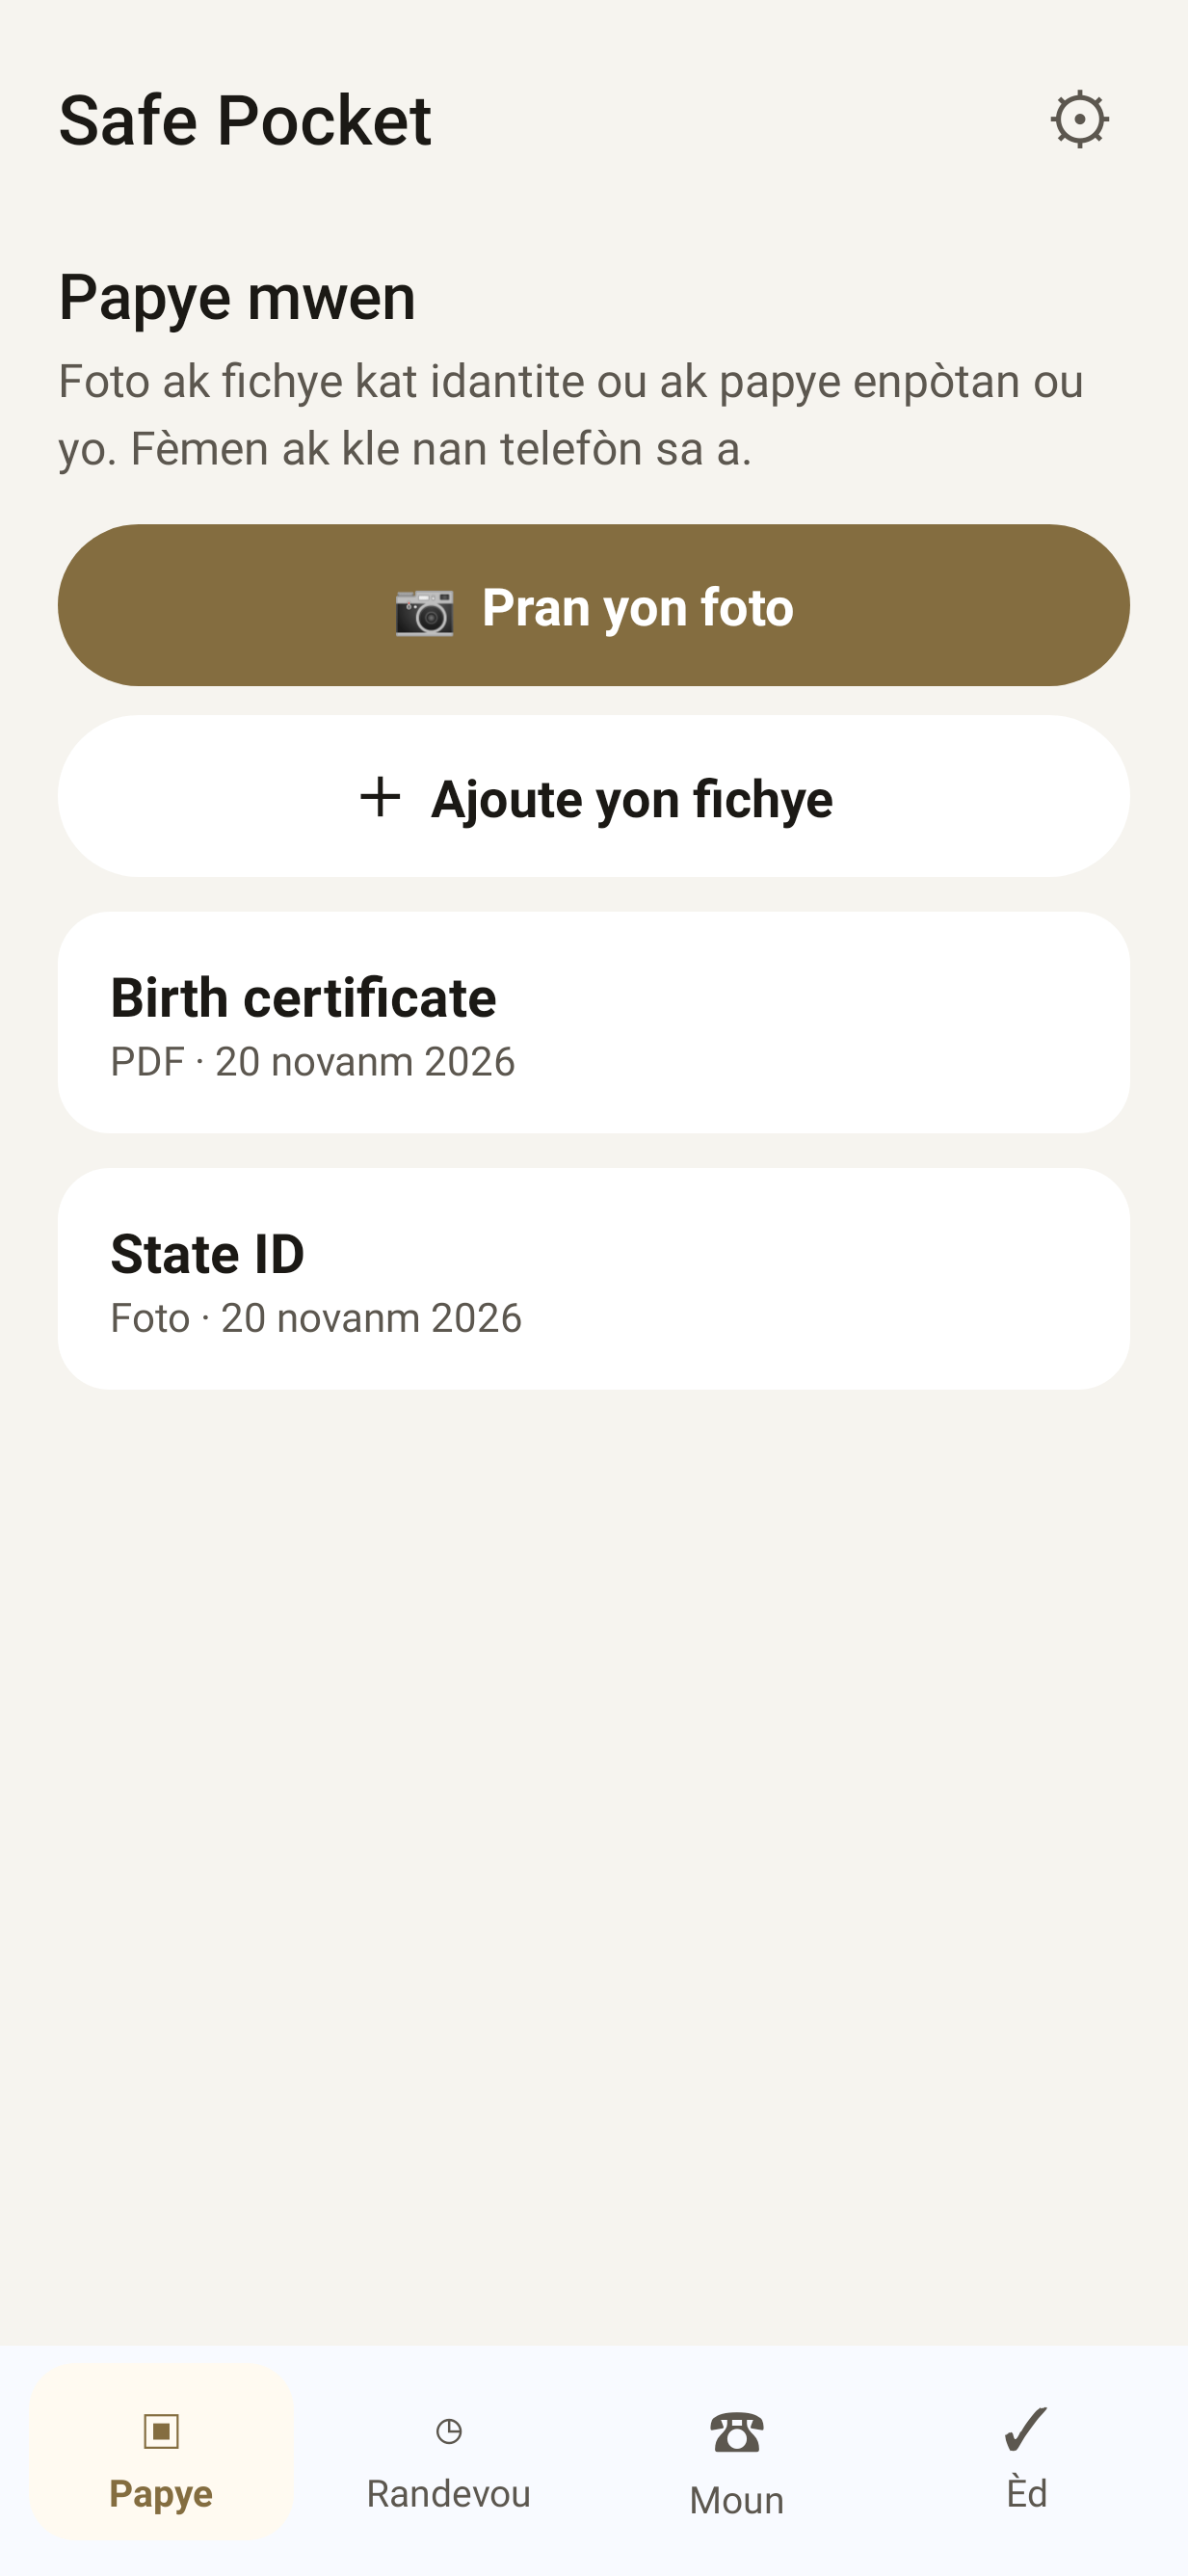 Safe Pocket
Papye mwen
Foto ak fichye kat idantite ou ak papye enpòtan ou
yo. Fèmen ak kle nan telefòn sa a.
Pran yon foto
+ Ajoute yon fichye
Birth certificate
PDF · 20 novanm 2026
State ID
Foto · 20 novanm 2026
Papye
Randevou
Moun
Èd